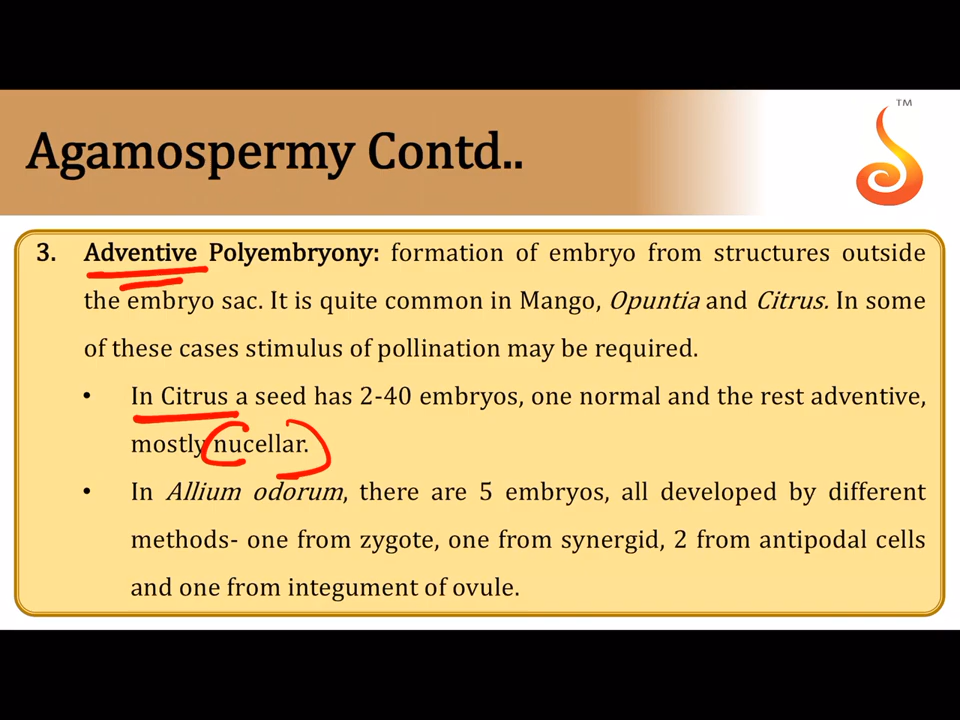 TM
Agamospermy Contd..
3. Adventive Polyembryony: formation of embryo from structures outside
the embryo sac. It is quite common in Mango, Opuntia and Citrus. In some
of these cases stimulus of pollination may be required.
• In Citrus a seed has 2-40 embryos, one normal and the rest adventive,
mostly nucellar.
• In Allium odorum, there are 5 embryos, all developed by different
methods- one from zygote, one from synergid, 2 from antipodal cells
and one from integument of ovule.